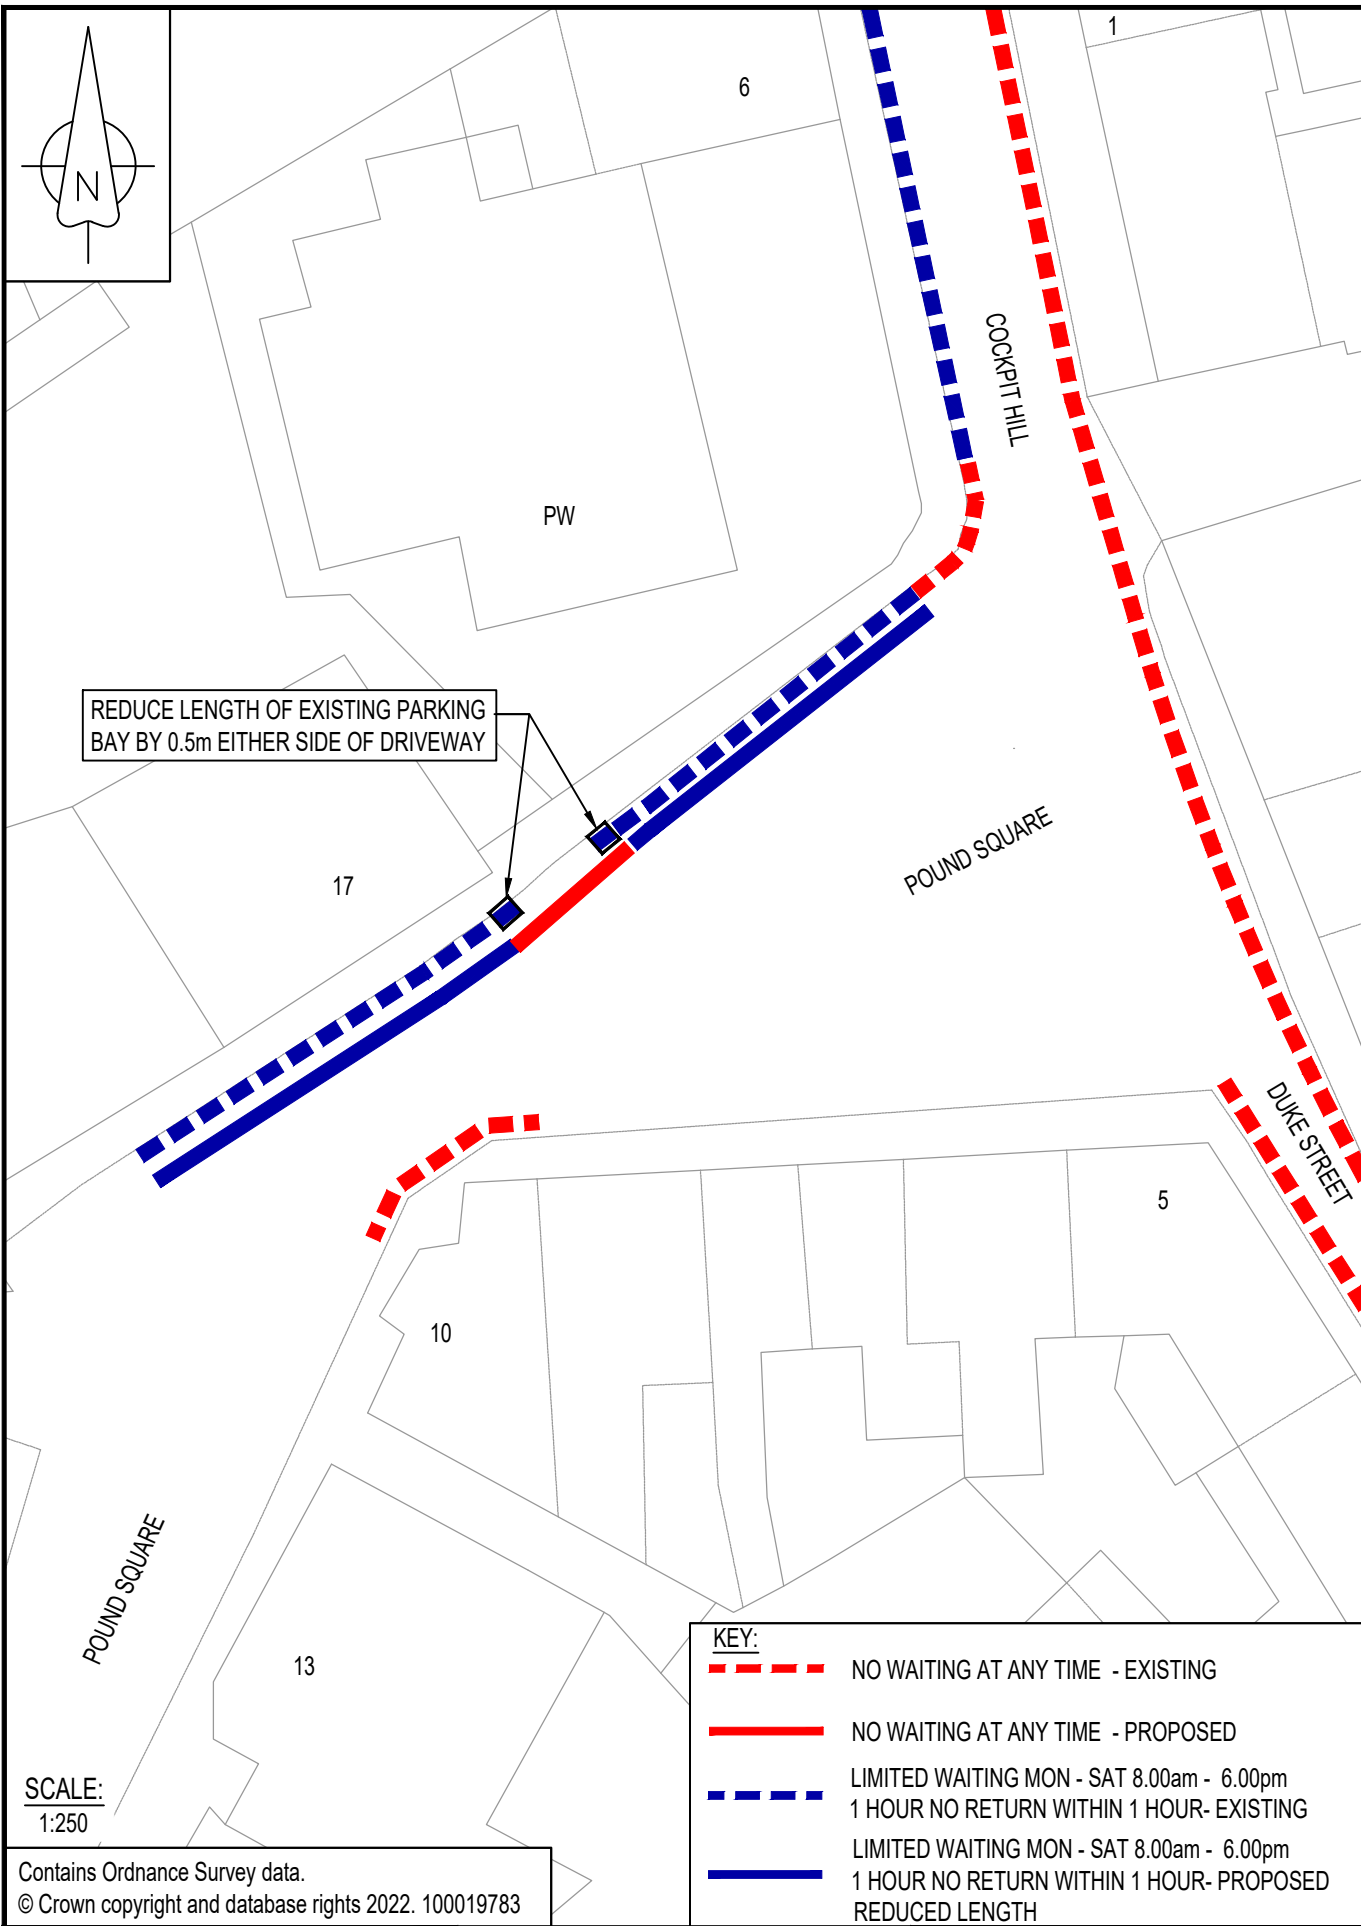 N
1
6
COCKPIT HILL
PW
REDUCE LENGTH OF EXISTING PARKING
BAY BY 0.5m EITHER SIDE OF DRIVEWAY
POUND SQUARE
17
DUKE STREET
5
10
POUND SQUARE
13
SCALE:
1:250
Contains Ordnance Survey data.
© Crown copyright and database rights 2022. 100019783
KEY:
NO WAITING AT ANY TIME - EXISTING
NO WAITING AT ANY TIME - PROPOSED
LIMITED WAITING MON - SAT 8.00am - 6.00pm
1 HOUR NO RETURN WITHIN 1 HOUR- EXISTING
LIMITED WAITING MON - SAT 8.00am - 6.00pm
1 HOUR NO RETURN WITHIN 1 HOUR- PROPOSED
REDUCED LENGTH